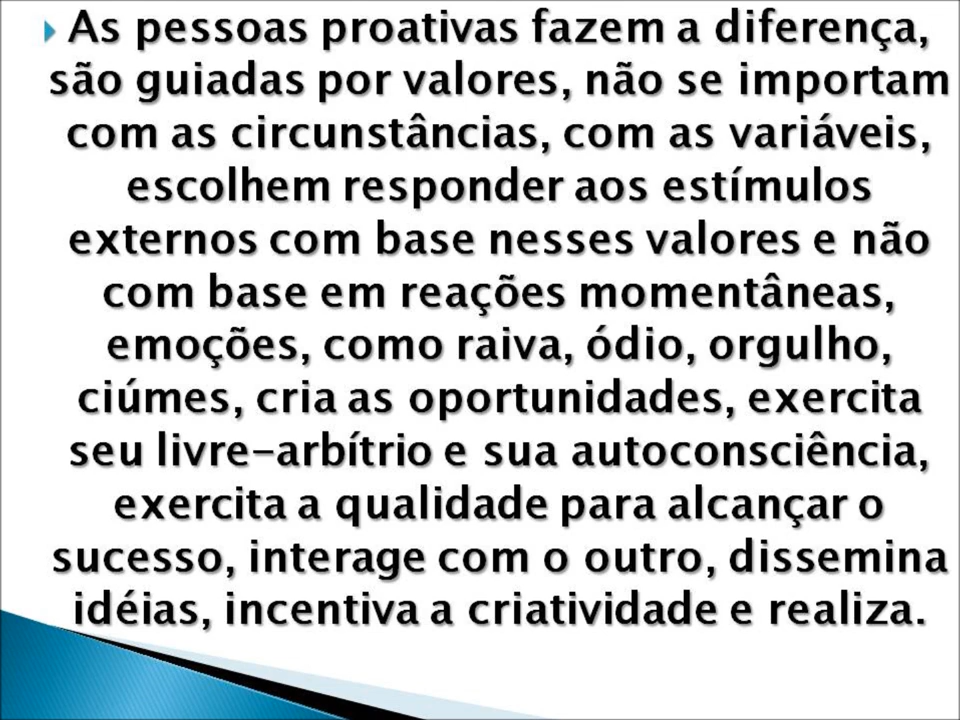 As pessoas proativas fazem a diferença,
são guiadas por valores, não se importam
com as circunstâncias, com as variáveis,
escolhem responder aos estímulos
externos com base nesses valores e não
com base em reações momentâneas,
emoções, como raiva, ódio, orgulho,
ciúmes, cria as oportunidades, exercita
seu livre-arbítrio e sua autoconsciência,
exercita a qualidade para alcançar o
sucesso, interage com o outro, dissemina
idéias, incentiva a criatividade e realiza.